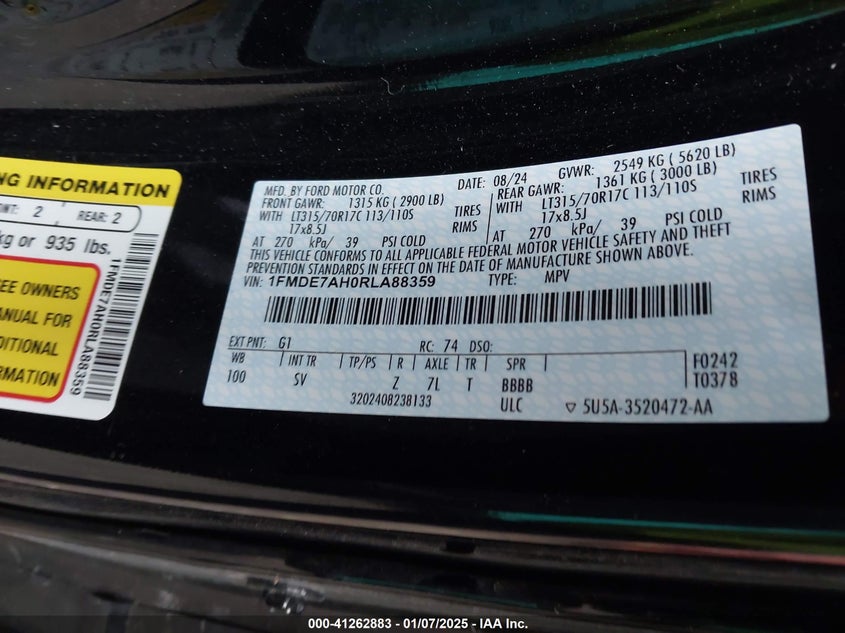 NG INFORMATION
NT: 2 REAR: 2
kg or 935 lbs.
EE OWNERS
ANUAL FOR
DITIONAL
ORMATION
1FMDE7AH0RLA88359
MFD. BY FORD MOTOR CO. DATE: 08/24 GVWR: 2549 KG ( 5620 LB)
FRONT GAWR: 1315 KG ( 2900 LB) REAR GAWR: 1361 KG ( 3000 LB)
WITH LT315/70R17C 113/110S TIRES WITH LT315/70R17C 113/110S TIRES
17x8.5J RIMS 17x8.5J RIMS
AT 270 kPa/ 39 PSI COLD AT 270 kPa/ 39 PSI COLD
THIS VEHICLE CONFORMS TO ALL APPLICABLE FEDERAL MOTOR VEHICLE SAFETY AND THEFT
PREVENTION STANDARDS IN EFFECT ON THE DATE OF MANUFACTURE SHOWN ABOVE.
VIN: 1FMDE7AH0RLA88359 TYPE: MPV
EXT PNT: G1 RC: 74 DSO:
WB INT TR TP/PS R AXLE TR SPR F0242
100 SV Z 7L T BBBB T0378
3202408238133 ULC ▽ 5U5A-3520472-AA
000-41262883 - 01/07/2025 - IAA Inc.